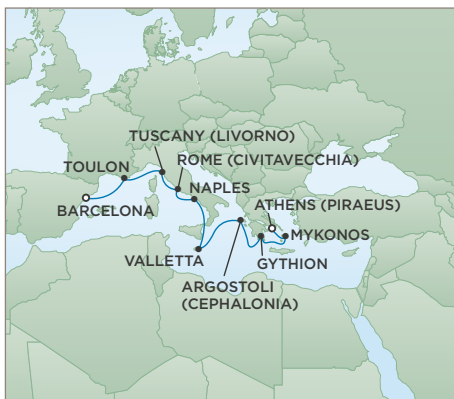 TUSCANY (LIVORNO)
TOULON
ROME (CIVITAVECCHIA)
NAPLES
ATHENS (PIRAEUS)
BARCELONA
MYKONOS
VALLETTA
GYTHION
ARGOSTOLI
(CEPHALONIA)